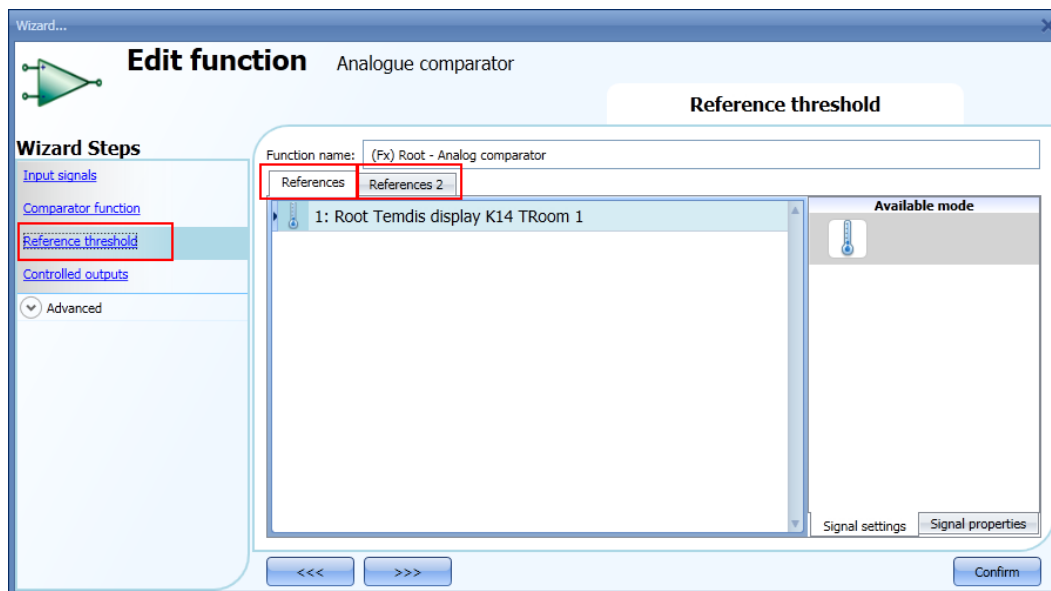 Wizard...
Edit function Analogue comparator
Reference threshold
Wizard Steps
Input signals
Comparator function
Reference threshold
Controlled outputs
Advanced
Function name: (Fx) Root - Analog comparator
References References 2
1: Root Temdis display K14 TRoom 1
Available mode
Signal settings Signal properties
<<< >>> Confirm